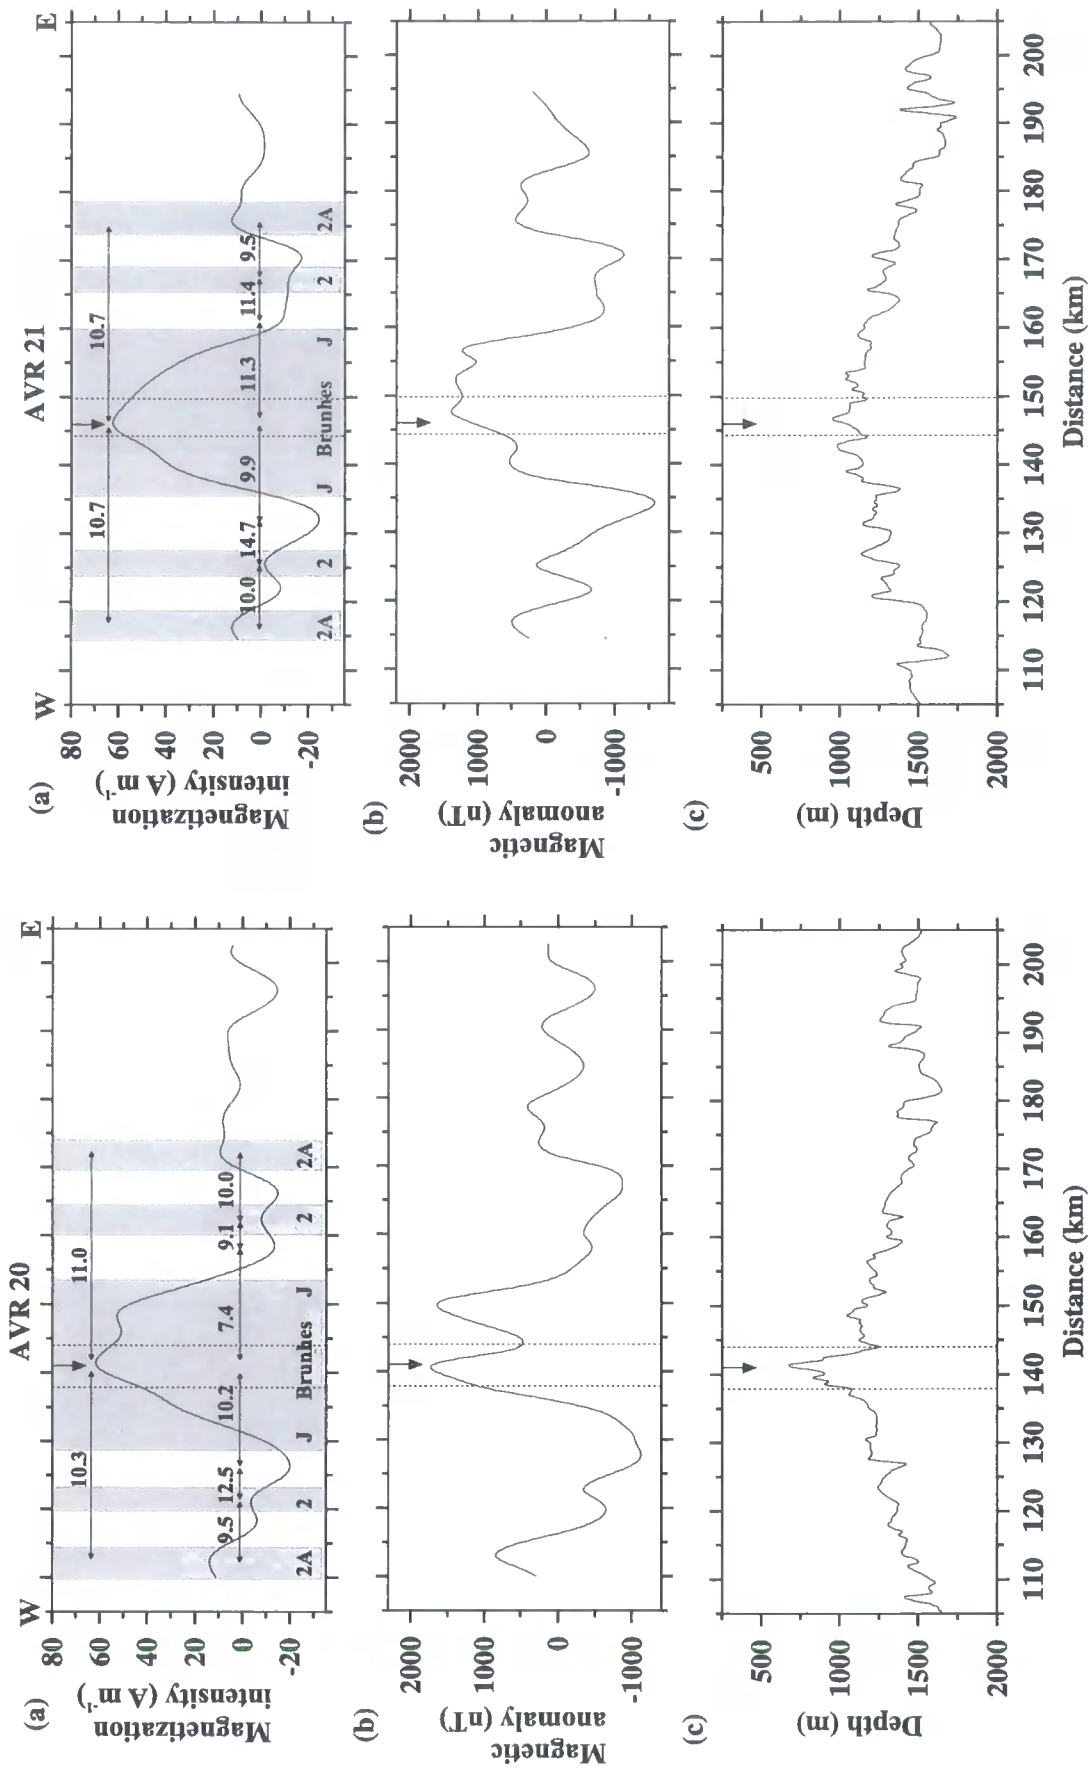 AVR 20
W
E
(a)
Magnetization
intensity (A m⁻¹)
80
60
40
20
0
-20
10.3
11.0
9.5
12.5
10.2
7.4
9.1
10.0
2A
2
J
Brunhes
J
2
2A
(b)
Magnetic
anomaly (nT)
2000
1000
0
-1000
(c)
Depth (m)
500
1000
1500
2000
110
120
130
140
150
160
170
180
190
200
Distance (km)
AVR 21
W
E
(a)
Magnetization
intensity (A m⁻¹)
80
60
40
20
0
-20
10.7
10.7
10.0
14.7
9.9
11.3
11.4
9.5
2A
2
J
Brunhes
J
2
2A
(b)
Magnetic
anomaly (nT)
2000
1000
0
-1000
(c)
Depth (m)
500
1000
1500
2000
110
120
130
140
150
160
170
180
190
200
Distance (km)